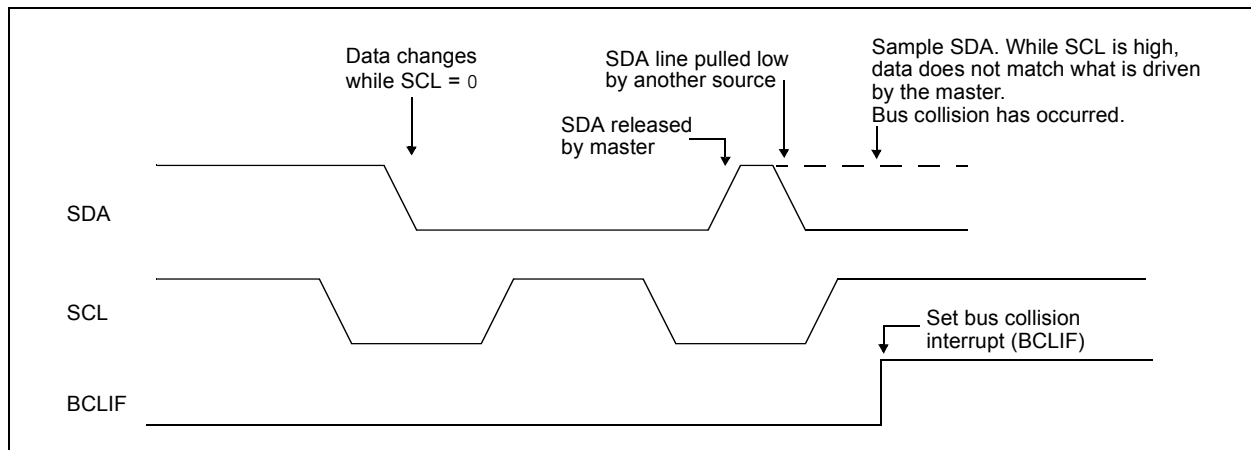 Data changes
while SCL = 0
SDA line pulled low
by another source
SDA released
by master
Sample SDA. While SCL is high,
data does not match what is driven
by the master.
Bus collision has occurred.
SDA
SCL
Set bus collision
interrupt (BCLIF)
BCLIF